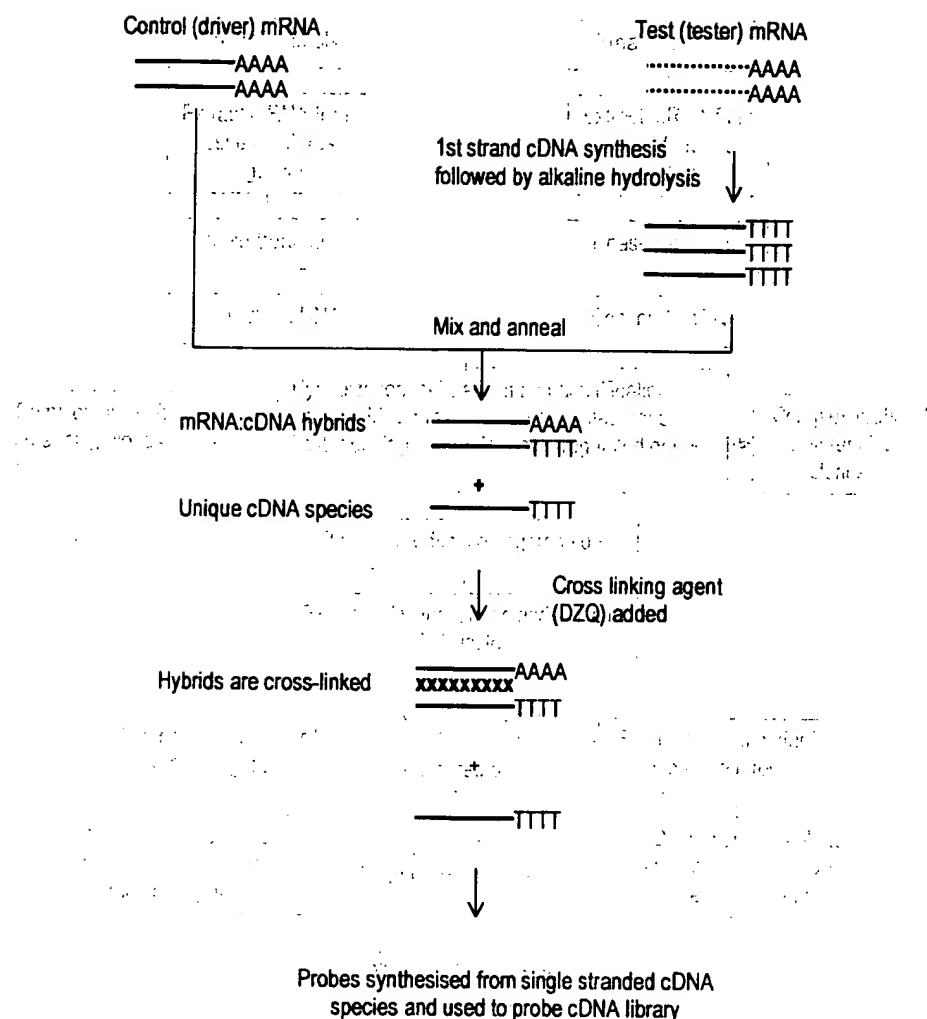 Control (driver) mRNA
AAAA
AAAA
Test (tester) mRNA
AAAA
AAAA
1st strand cDNA synthesis
followed by alkaline hydrolysis
TTTT
TTTT
TTTT
Mix and anneal
mRNA:cDNA hybrids
AAAA
TTTT
+
Unique cDNA species
TTTT
Cross linking agent
(DZQ) added
Hybrids are cross-linked
AAAA
xxxxxxxxx
TTTT
+
TTTT
Probes synthesised from single stranded cDNA
species and used to probe cDNA library